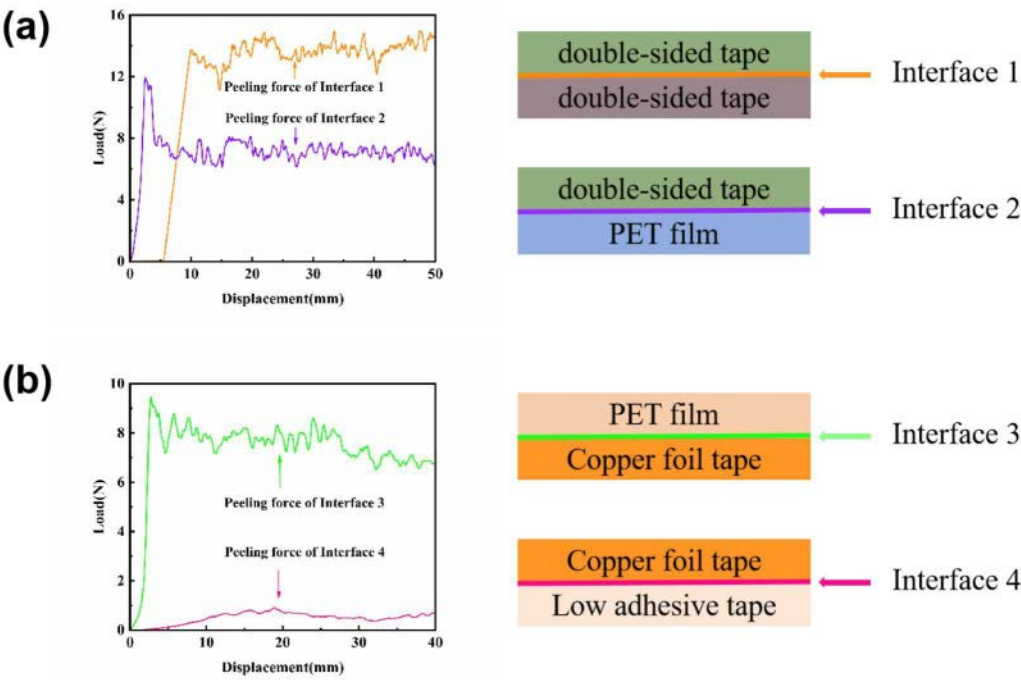 (a)
16
12
8
4
0
Load(N)
Peeling force of Interface 1
Peeling force of Interface 2
0 10 20 30 40 50
Displacement(mm)
double-sided tape
double-sided tape
Interface 1
double-sided tape
PET film
Interface 2
(b)
10
8
6
4
2
0
Load(N)
Peeling force of Interface 3
Peeling force of Interface 4
0 10 20 30 40
Displacement(mm)
PET film
Copper foil tape
Interface 3
Copper foil tape
Low adhesive tape
Interface 4